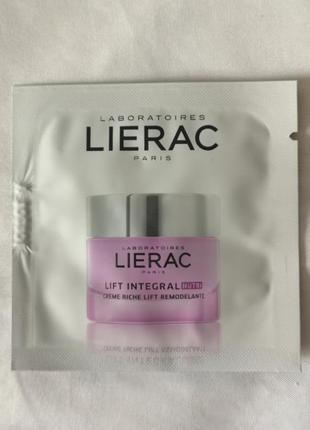 LABORATOIRES
LIERAC
PARIS
LABORATOIRES
LIERAC
PARIS
LIFT INTEGRAL NUTRI
CRÈME RICHE LIFT REMODELANTE